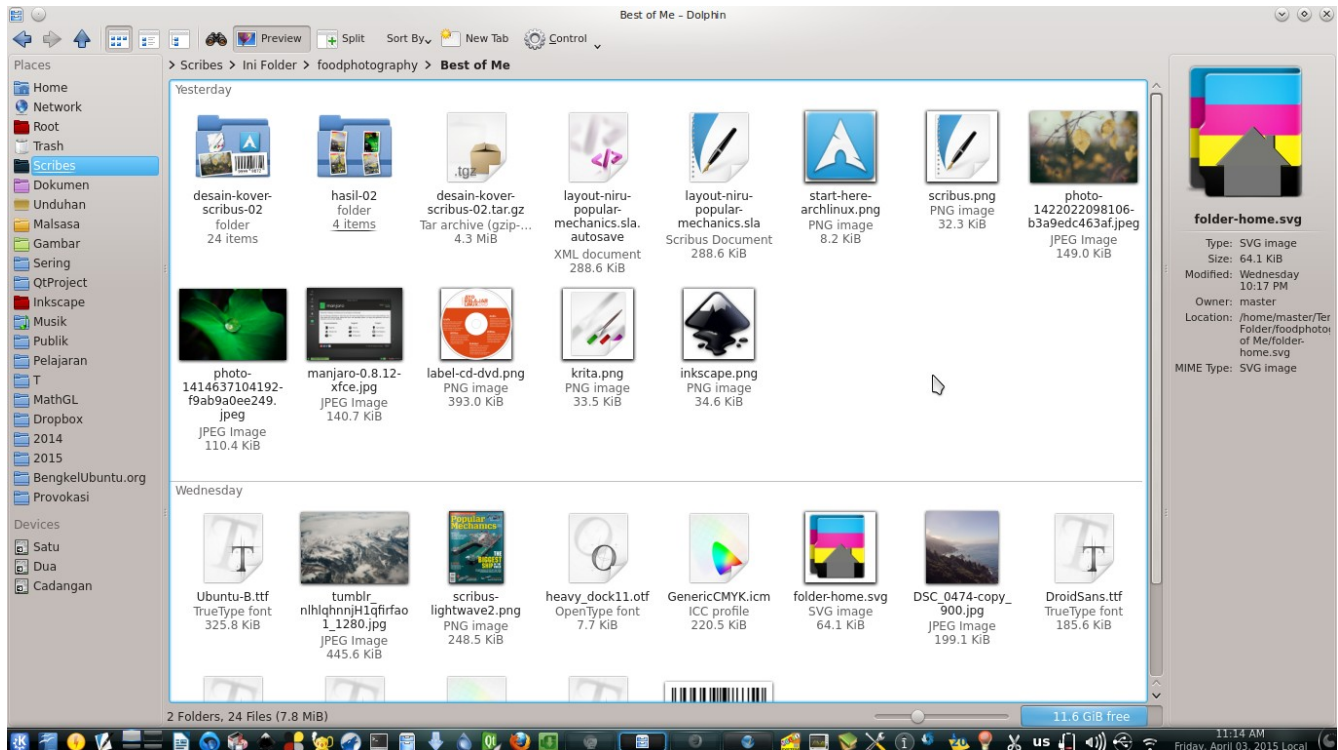 Best of Me – Dolphin
Preview
Split
Sort By
New Tab
Control
Places
> Scribes > Ini Folder > foodphotography > Best of Me
Home
Network
Root
Trash
Scribes
Dokumen
Unduhan
Malsasa
Gambar
Sering
QtProject
Inkscape
Musik
Publik
Pelajaran
T
MathGL
Dropbox
2014
2015
BengkelUbuntu.org
Provokasi
Devices
Satu
Dua
Cadangan
Yesterday
desain-kover-
scribus-02
folder
24 items
hasil-02
folder
4 items
.tgz
desain-kover-
scribus-02.tar.gz
Tar archive (gzip-...
4.3 MiB
layout-niru-
popular-
mechanics.sla.
autosave
XML document
288.6 KiB
layout-niru-
popular-
mechanics.sla
Scribus Document
288.6 KiB
start-here-
archlinux.png
PNG image
8.2 KiB
scribus.png
PNG image
32.3 KiB
photo-
1422022098106-
b3a9edc463af.jpeg
JPEG Image
149.0 KiB
photo-
1414637104192-
f9ab9a0ee249.
jpeg
JPEG Image
110.4 KiB
manjaro-0.8.12-
xfce.jpg
JPEG Image
140.7 KiB
label-cd-dvd.png
PNG image
393.0 KiB
krita.png
PNG image
33.5 KiB
inkscape.png
PNG image
34.6 KiB
Wednesday
Ubuntu-B.ttf
TrueType font
325.8 KiB
tumblr_
nlhlqhnnjH1qfirfao
1_1280.jpg
JPEG Image
445.6 KiB
Popular
Mechanics
scribus-
lightwave2.png
PNG image
248.5 KiB
heavy_dock11.otf
OpenType font
7.7 KiB
GenericCMYK.icm
ICC profile
220.5 KiB
folder-home.svg
SVG image
64.1 KiB
DSC_0474-copy_
900.jpg
JPEG Image
199.1 KiB
DroidSans.ttf
TrueType font
185.6 KiB
folder-home.svg
Type: SVG image
Size: 64.1 KiB
Modified: Wednesday
10:17 PM
Owner: master
Location: /home/master/Ter
Folder/foodphotog
of Me/folder-
home.svg
MIME Type: SVG image
2 Folders, 24 Files (7.8 MiB)
11.6 GiB free
us
11:14 AM
Friday, April 03, 2015 Local